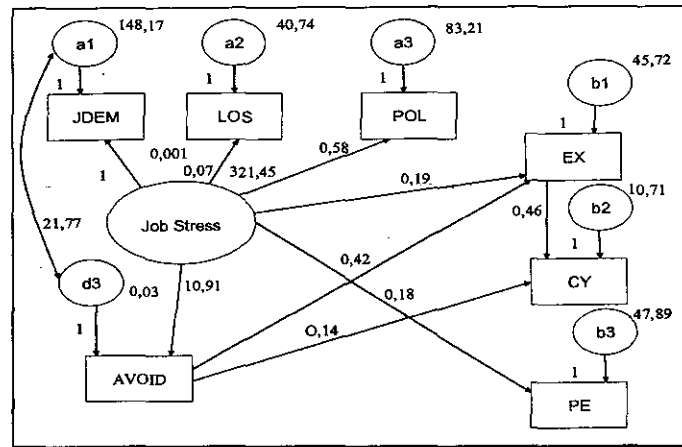 a1 148,17
a2 40,74
a3 83,21
1 1 1
JDEM LOS POL
b1 45,72
1
EX
0,001
0,07 321,45
0,58
1
0,19
Job Stress
21,77
0,46
b2 10,71
1
CY
d3 0,03
10,91
0,42
0,18
O,14
1
AVOID
b3 47,89
1
PE